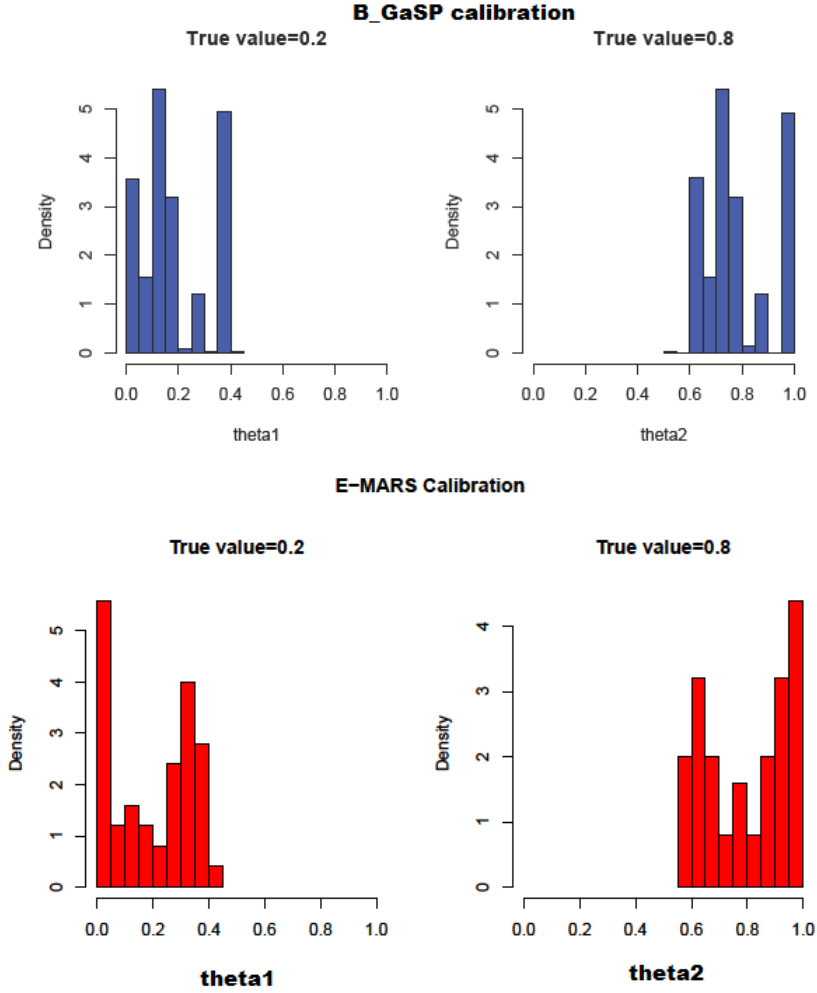 B_GaSP calibration
True value=0.2
True value=0.8
Density
0 1 2 3 4 5
0.0 0.2 0.4 0.6 0.8 1.0
theta1
Density
0 1 2 3 4 5
0.0 0.2 0.4 0.6 0.8 1.0
theta2
E−MARS Calibration
True value=0.2
True value=0.8
Density
0 1 2 3 4 5
0.0 0.2 0.4 0.6 0.8 1.0
theta1
Density
0 1 2 3 4
0.0 0.2 0.4 0.6 0.8 1.0
theta2